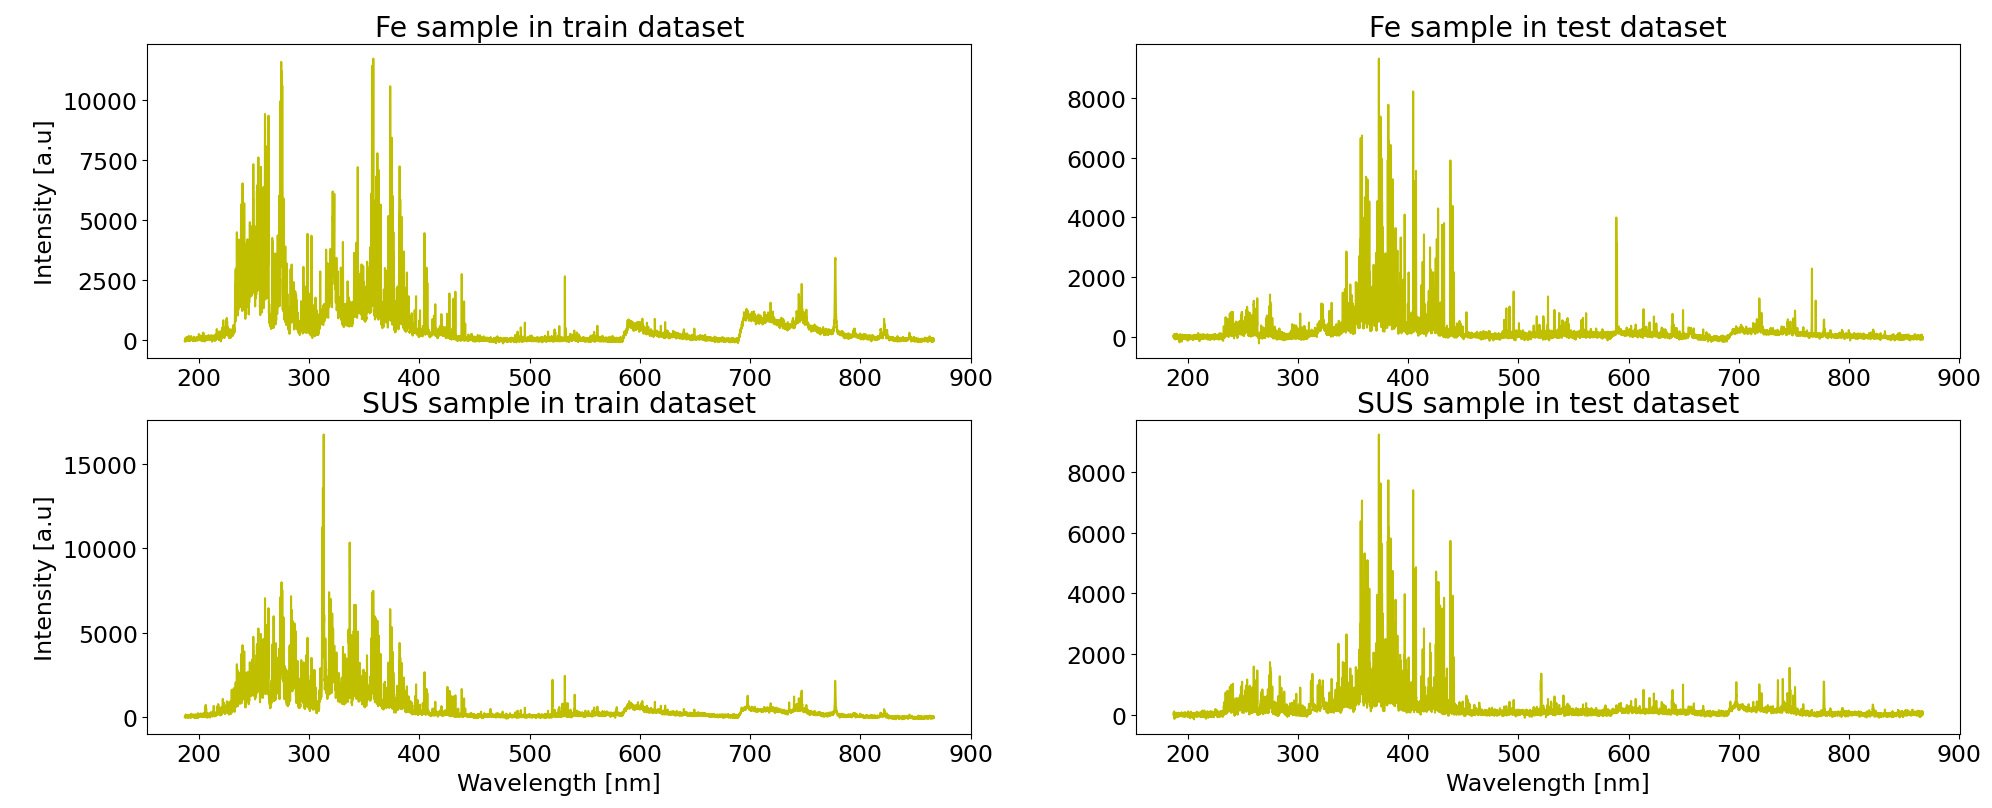 Fe sample in train dataset
Intensity [a.u]
10000
7500
5000
2500
0
200 300 400 500 600 700 800 900
Fe sample in test dataset
8000
6000
4000
2000
0
200 300 400 500 600 700 800 900
SUS sample in train dataset
Intensity [a.u]
15000
10000
5000
0
200 300 400 500 600 700 800 900
Wavelength [nm]
SUS sample in test dataset
8000
6000
4000
2000
0
200 300 400 500 600 700 800 900
Wavelength [nm]